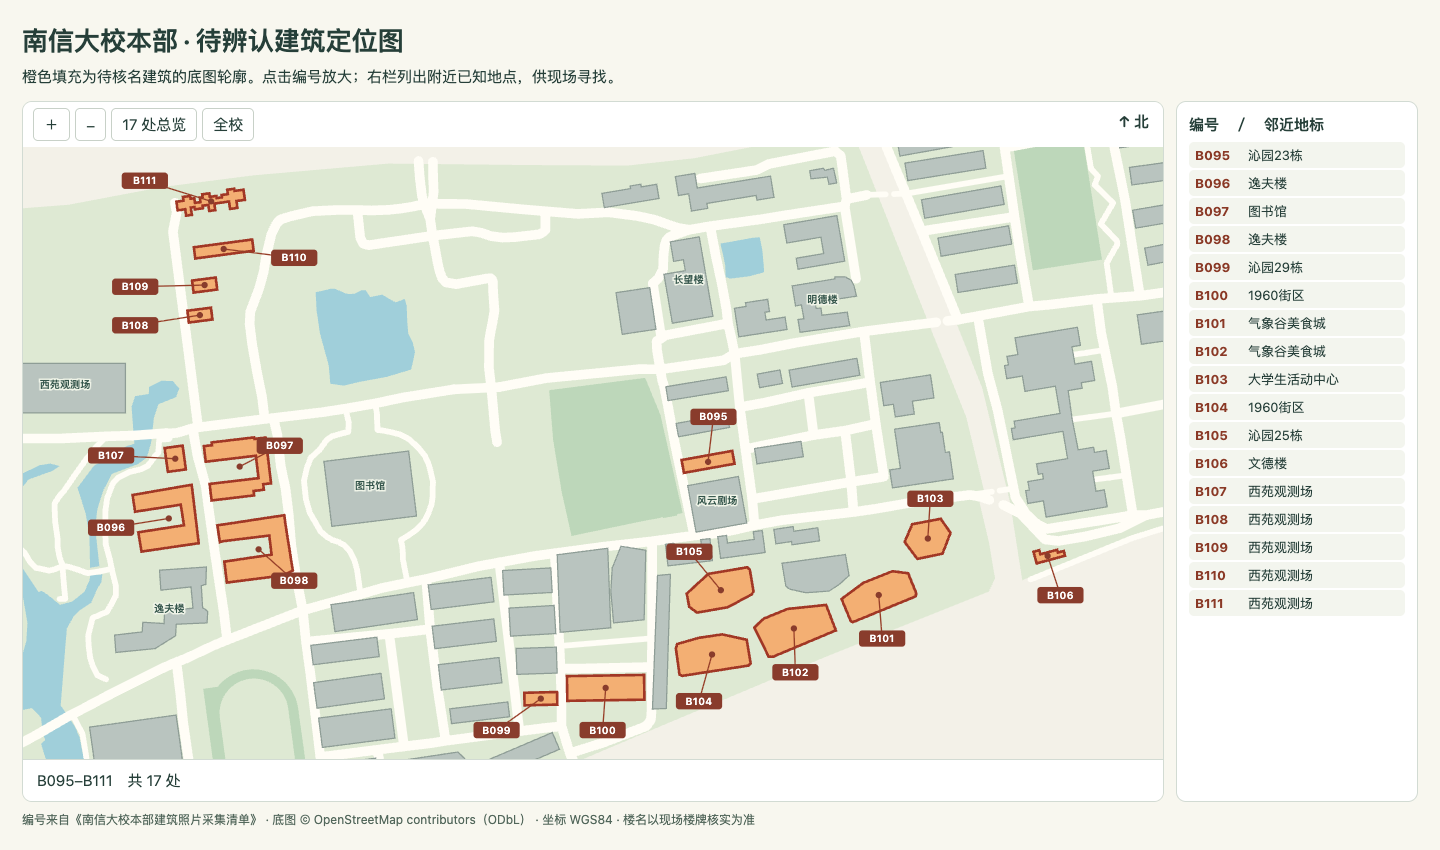 南信大校本部 · 待辨认建筑定位图
橙色填充为待核名建筑的底图轮廓。点击编号放大；右栏列出附近已知地点，供现场寻找。
+ − 17 处总览 全校
↑ 北
B111
B110
B109
B108
长望楼
明德楼
西苑观测场
B095
B097
B107
图书馆
风云剧场
B103
B096
B105
B098
B106
逸夫楼
B101
B102
B104
B099
B100
B095–B111 共 17 处
编号 / 邻近地标
B095 沁园23栋
B096 逸夫楼
B097 图书馆
B098 逸夫楼
B099 沁园29栋
B100 1960街区
B101 气象谷美食城
B102 气象谷美食城
B103 大学生活动中心
B104 1960街区
B105 沁园25栋
B106 文德楼
B107 西苑观测场
B108 西苑观测场
B109 西苑观测场
B110 西苑观测场
B111 西苑观测场
编号来自《南信大校本部建筑照片采集清单》 · 底图 © OpenStreetMap contributors（ODbL） · 坐标 WGS84 · 楼名以现场楼牌核实为准